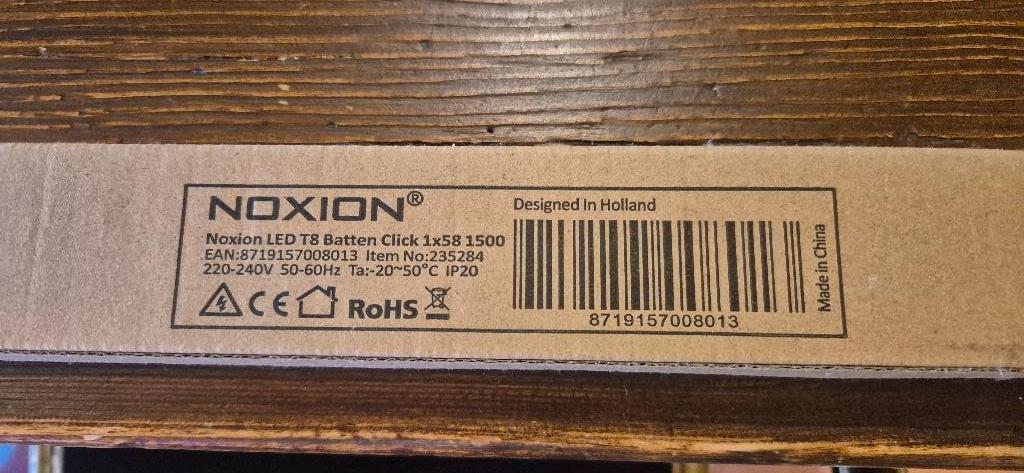 NOXION®
Noxion LED T8 Batten Click 1x58 1500
EAN:8719157008013 Item No:235284
220-240V 50-60Hz Ta:-20~50°C IP20
CE RoHS
Designed In Holland
8719157008013
Made in China